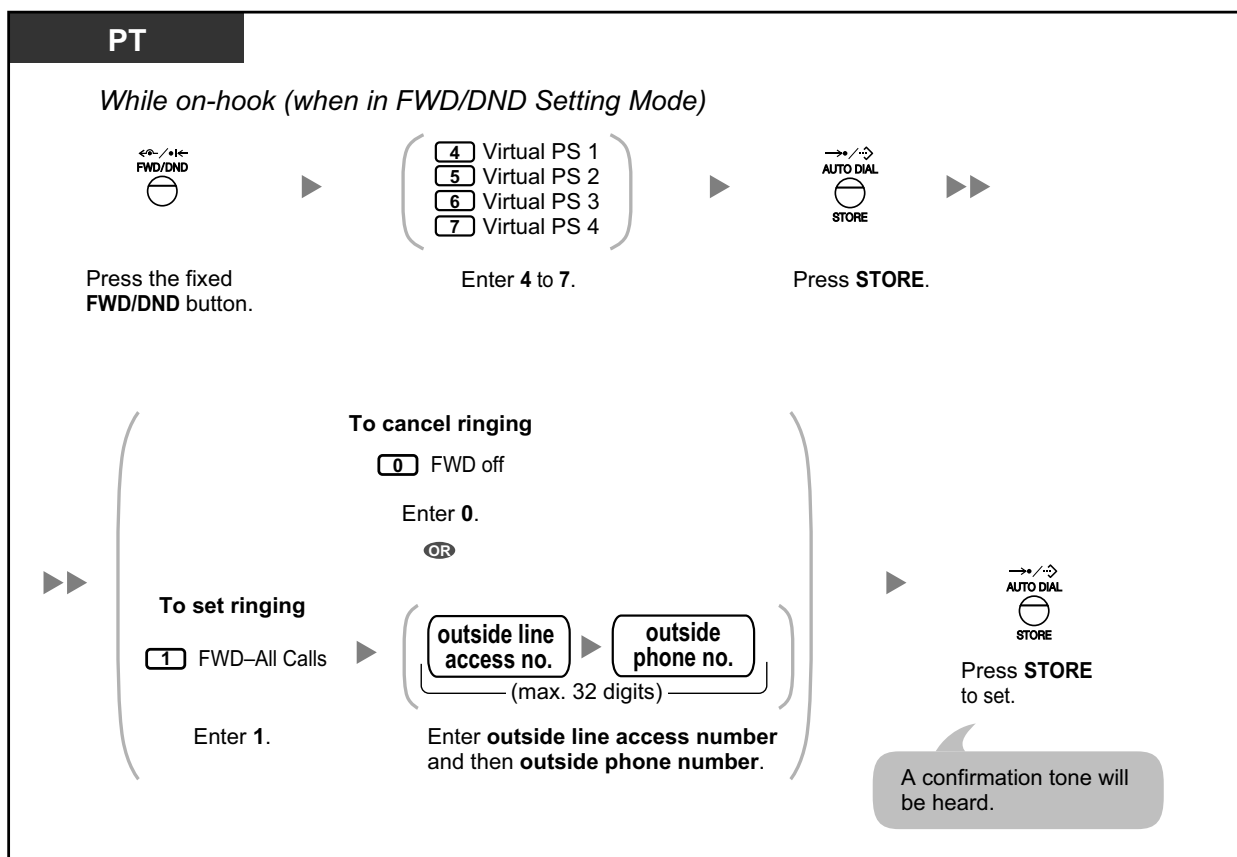 PT
While on-hook (when in FWD/DND Setting Mode)
FWD/DND
Press the fixed
FWD/DND button.
4 Virtual PS 1
5 Virtual PS 2
6 Virtual PS 3
7 Virtual PS 4
Enter 4 to 7.
AUTO DIAL
STORE
Press STORE.
To cancel ringing
0 FWD off
Enter 0.
OR
To set ringing
1 FWD–All Calls
Enter 1.
outside line
access no.
outside
phone no.
(max. 32 digits)
Enter outside line access number
and then outside phone number.
AUTO DIAL
STORE
Press STORE
to set.
A confirmation tone will
be heard.